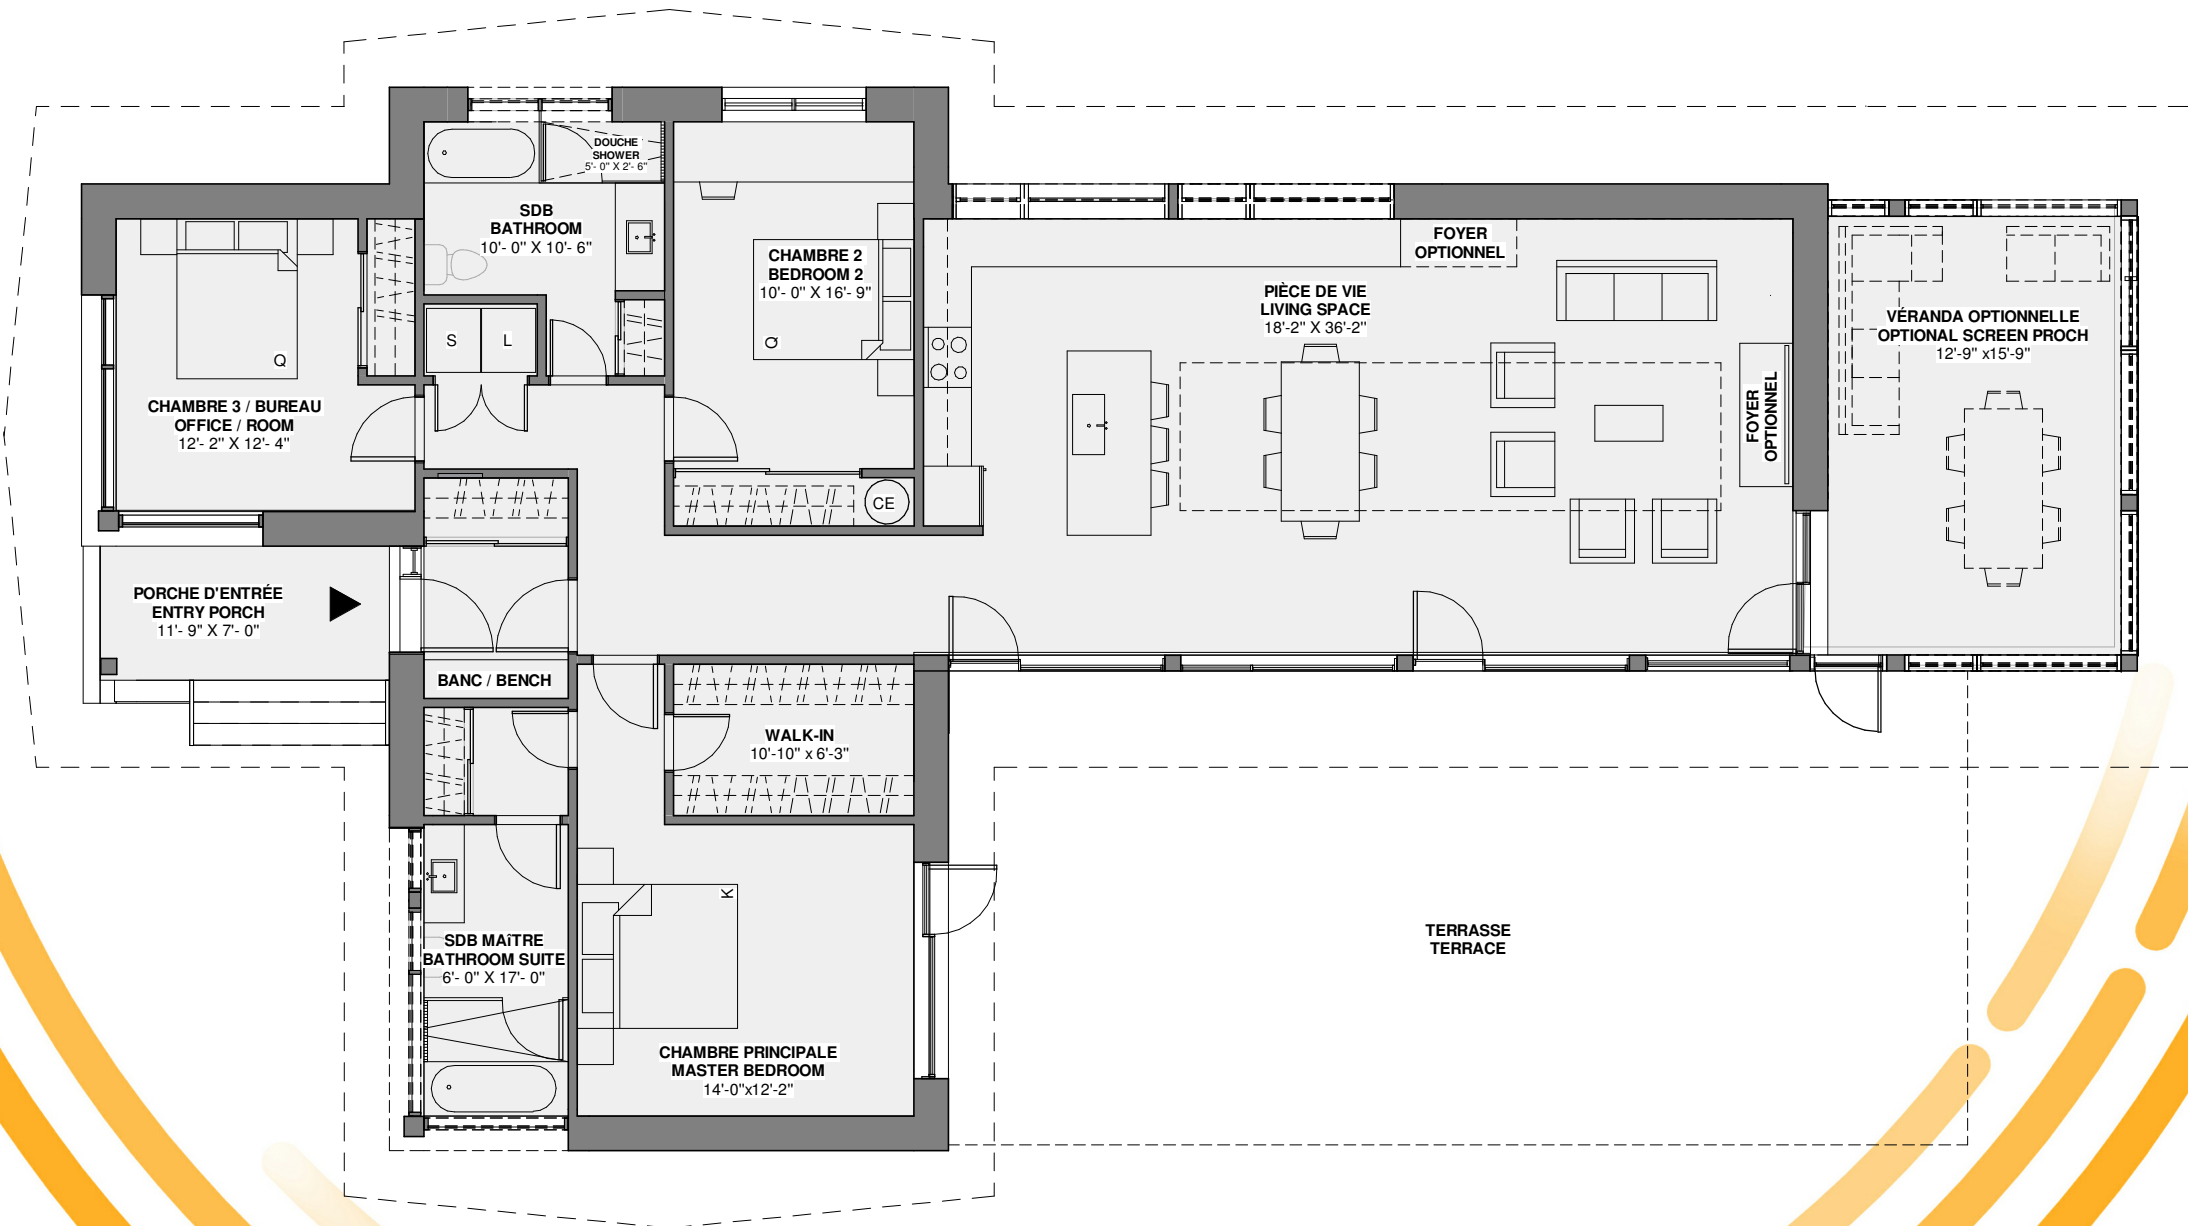 DOUCHE
SHOWER
5'- 0" X 2'- 6"
SDB
BATHROOM
10'- 0" X 10'- 6"
CHAMBRE 2
BEDROOM 2
10'- 0" X 16'- 9"
Q
FOYER
OPTIONNEL
PIÈCE DE VIE
LIVING SPACE
18'-2" X 36'-2"
VÉRANDA OPTIONNELLE
OPTIONAL SCREEN PROCH
12'-9" x15'-9"
S
L
Q
CHAMBRE 3 / BUREAU
OFFICE / ROOM
12'- 2" X 12'- 4"
FOYER
OPTIONNEL
CE
PORCHE D'ENTRÉE
ENTRY PORCH
11'- 9" X 7'- 0"
BANC / BENCH
WALK-IN
10'-10" x 6'-3"
K
SDB MAîTRE
BATHROOM SUITE
6'- 0" X 17'- 0"
TERRASSE
TERRACE
CHAMBRE PRINCIPALE
MASTER BEDROOM
14'-0"x12'-2"